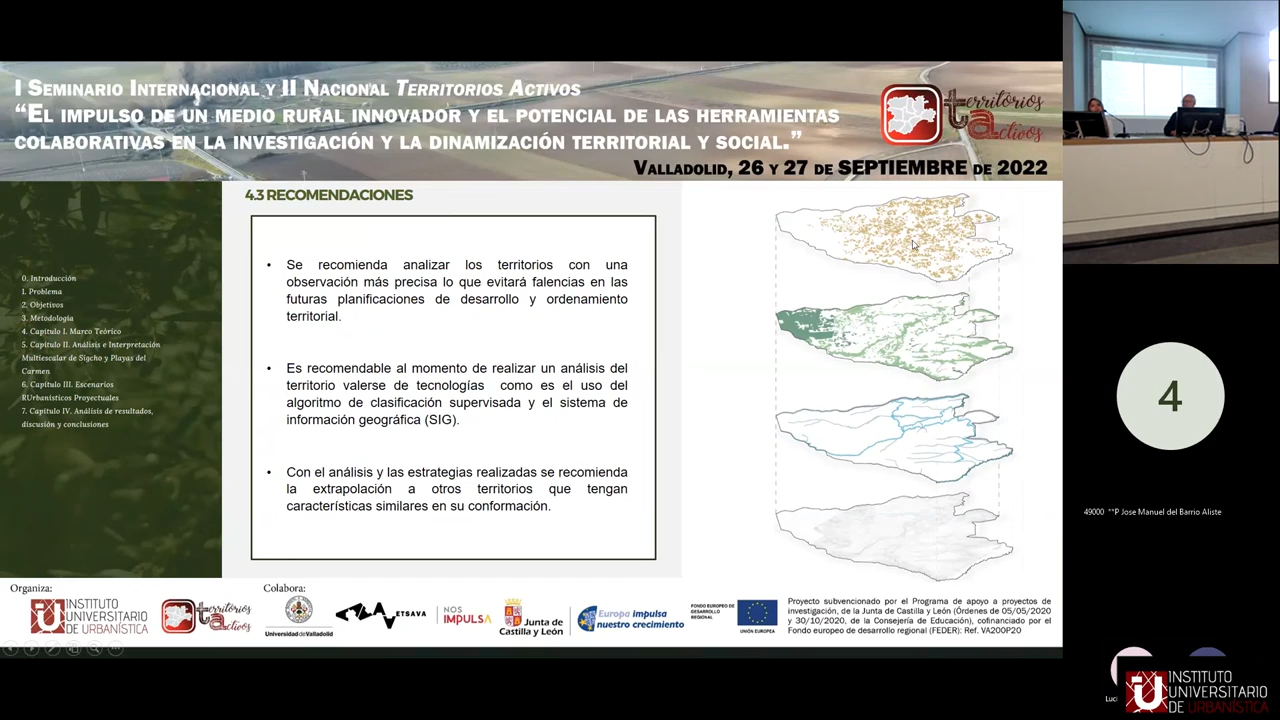 I Seminario Internacional y II Nacional Territorios Activos
“El impulso de un medio rural innovador y el potencial de las herramientas
colaborativas en la investigación y la dinamización territorial y social.”
Valladolid, 26 y 27 de SEPTIEMBRE de 2022
territorios
activos
4.3 RECOMENDACIONES
0. Introducción
1. Problema
2. Objetivos
3. Metodología
4. Capítulo I. Marco Teórico
5. Capítulo II. Análisis e Interpretación
Multiescalar de Sigcho y Playas del
Carmen
6. Capítulo III. Escenarios
RUrbanísticos Proyectuales
7. Capítulo IV. Análisis de resultados,
discusión y conclusiones
• Se recomienda analizar los territorios con una
observación más precisa lo que evitará falencias en las
futuras planificaciones de desarrollo y ordenamiento
territorial.
• Es recomendable al momento de realizar un análisis del
territorio valerse de tecnologías como es el uso del
algoritmo de clasificación supervisada y el sistema de
información geográfica (SIG).
• Con el análisis y las estrategias realizadas se recomienda
la extrapolación a otros territorios que tengan
características similares en su conformación.
4
49000 **P Jose Manuel del Barrio Aliste
Organiza:
INSTITUTO
UNIVERSITARIO
DE URBANÍSTICA
territorios
activos
Colabora:
Universidad de Valladolid
ETSAVA
NOS
IMPULSA
Junta de
Castilla y León
Europa impulsa
nuestro crecimiento
FONDO EUROPEO DE
DESARROLLO
REGIONAL
UNIÓN EUROPEA
Proyecto subvencionado por el Programa de apoyo a proyectos de
investigación, de la Junta de Castilla y León (Órdenes de 05/05/2020
y 30/10/2020, de la Consejería de Educación), cofinanciado por el
Fondo europeo de desarrollo regional (FEDER): Ref. VA200P20
Luci
INSTITUTO
UNIVERSITARIO
DE URBANÍSTICA